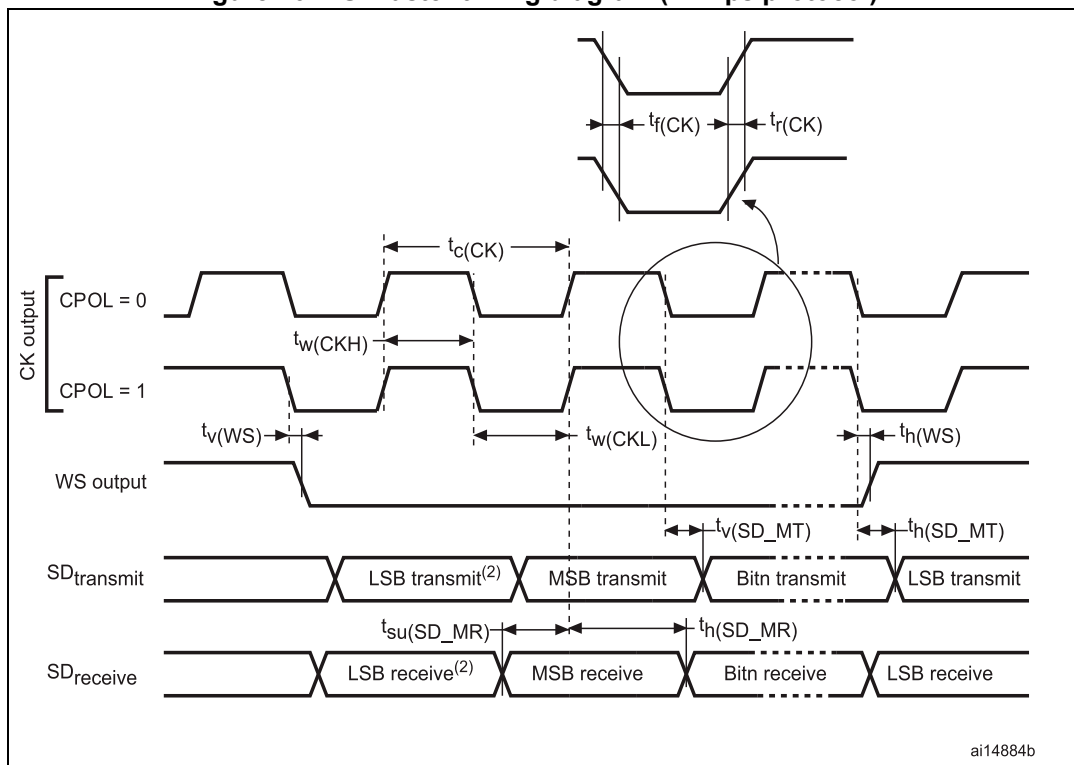 tf(CK)
tr(CK)
tc(CK)
CK output
CPOL = 0
tw(CKH)
CPOL = 1
tv(WS)
tw(CKL)
th(WS)
WS output
tv(SD_MT)
th(SD_MT)
SDtransmit
LSB transmit(2)
MSB transmit
Bitn transmit
LSB transmit
tsu(SD_MR)
th(SD_MR)
SDreceive
LSB receive(2)
MSB receive
Bitn receive
LSB receive
ai14884b